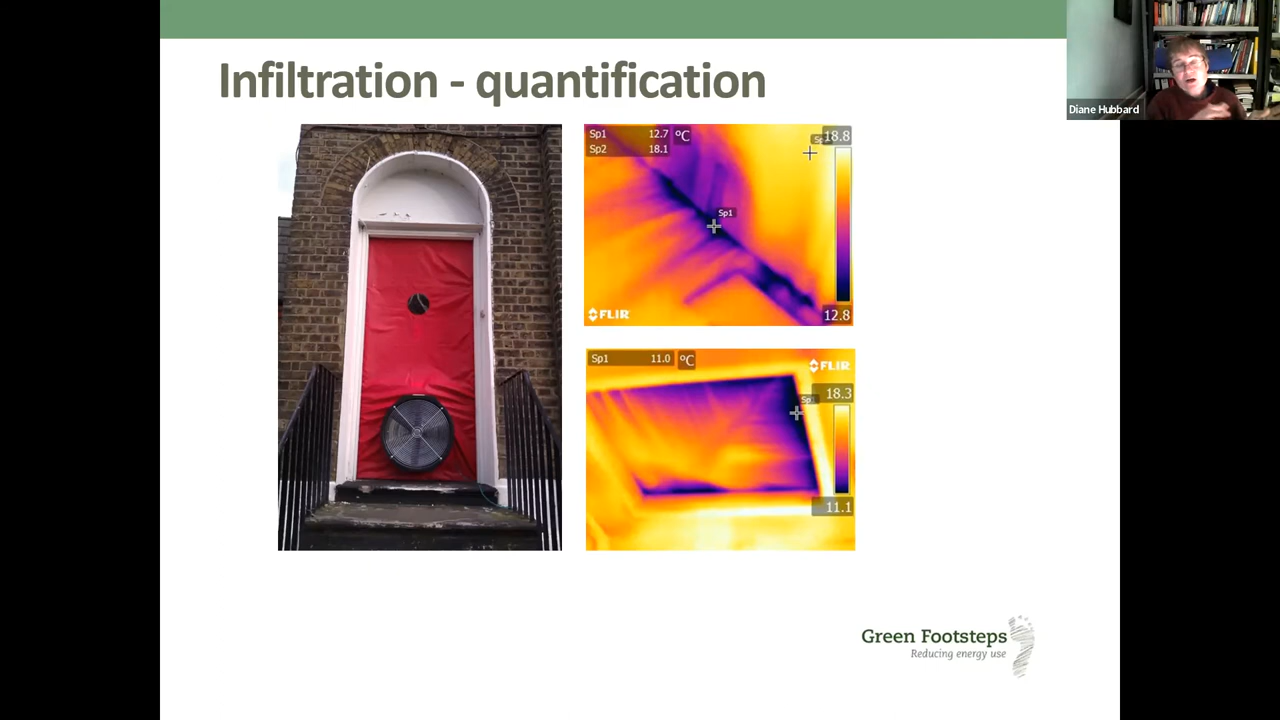 Infiltration - quantification
Diane Hubbard
Sp1 12.7 °C
Sp2 18.1
18.8
Sp1
FLIR
12.8
Sp1 11.0 °C
FLIR
18.3
11.1
Green Footsteps
Reducing energy use